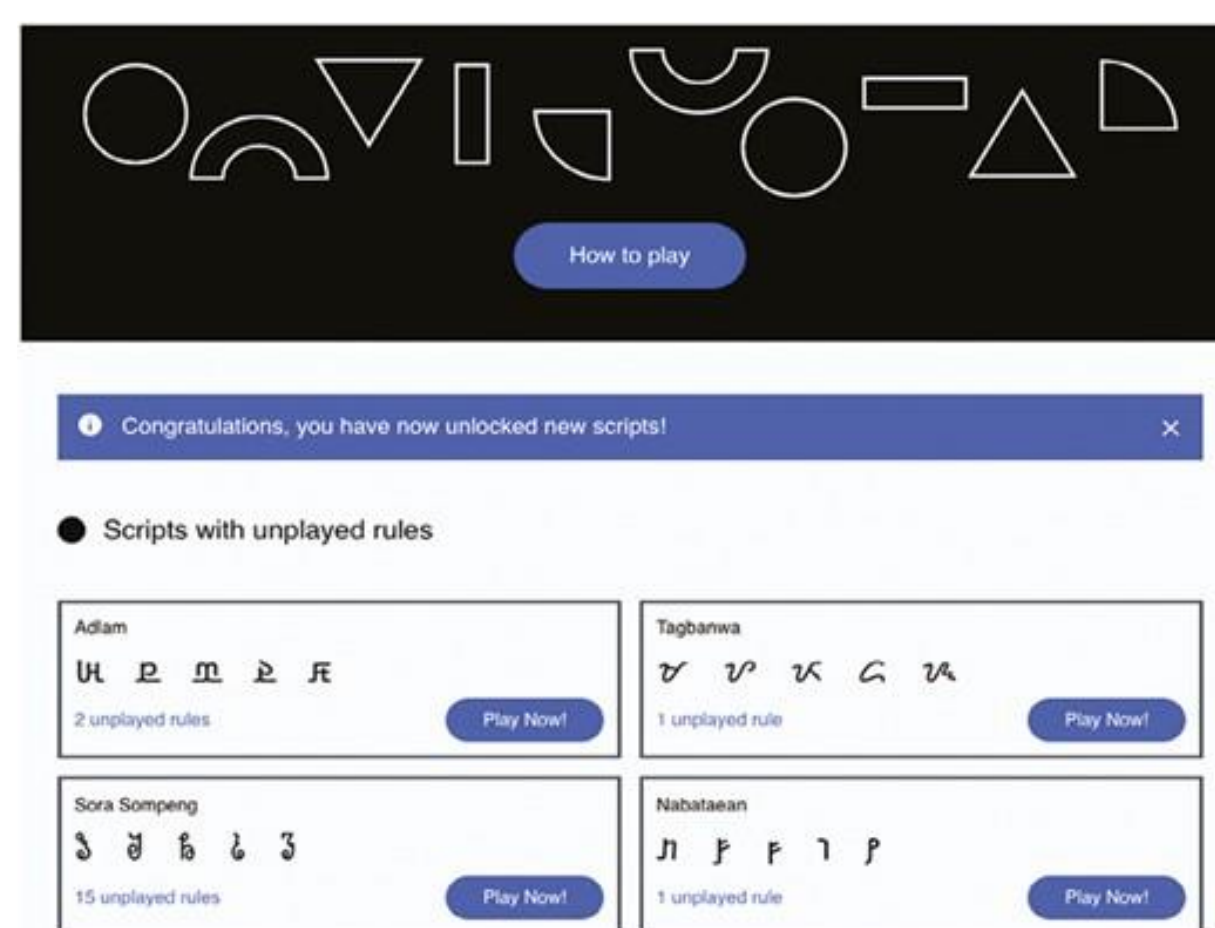 How to play
Congratulations, you have now unlocked new scripts!
Scripts with unplayed rules
Adlam
2 unplayed rules
Play Now!
Tagbanwa
1 unplayed rule
Play Now!
Sora Sompeng
15 unplayed rules
Play Now!
Nabataean
1 unplayed rule
Play Now!